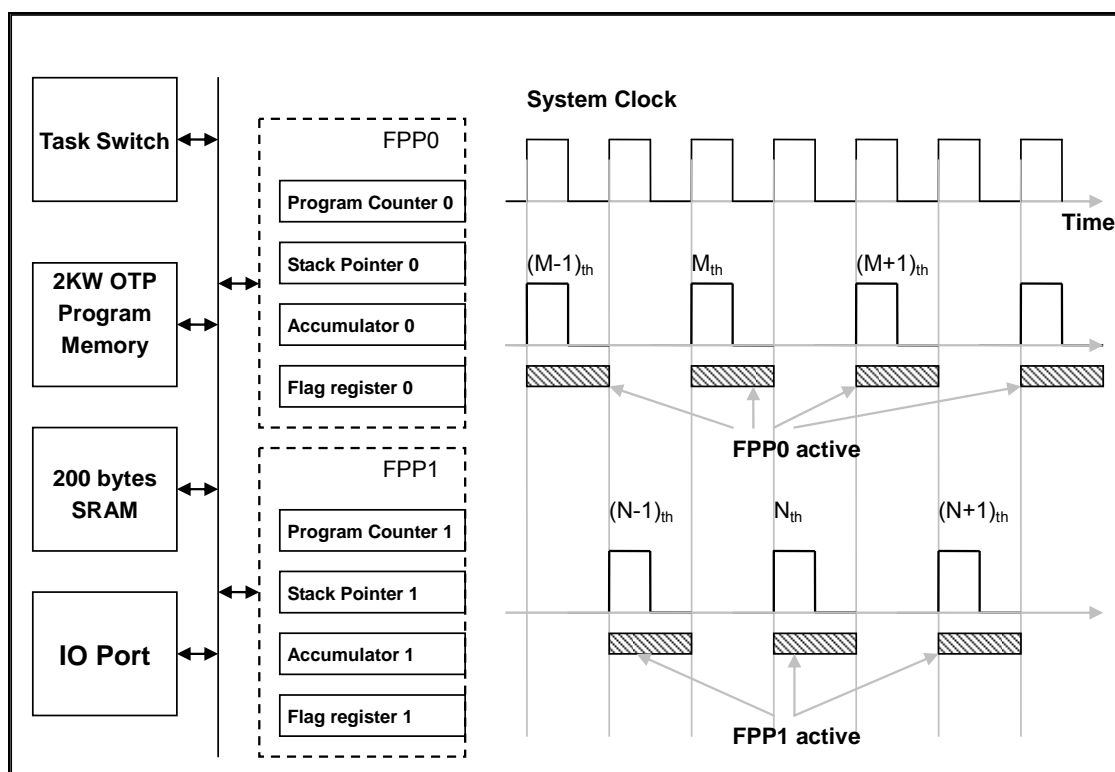 Task Switch
2KW OTP
Program
Memory
200 bytes
SRAM
IO Port
FPP0
Program Counter 0
Stack Pointer 0
Accumulator 0
Flag register 0
FPP1
Program Counter 1
Stack Pointer 1
Accumulator 1
Flag register 1
System Clock
Time
(M-1)th
Mth
(M+1)th
FPP0 active
(N-1)th
Nth
(N+1)th
FPP1 active